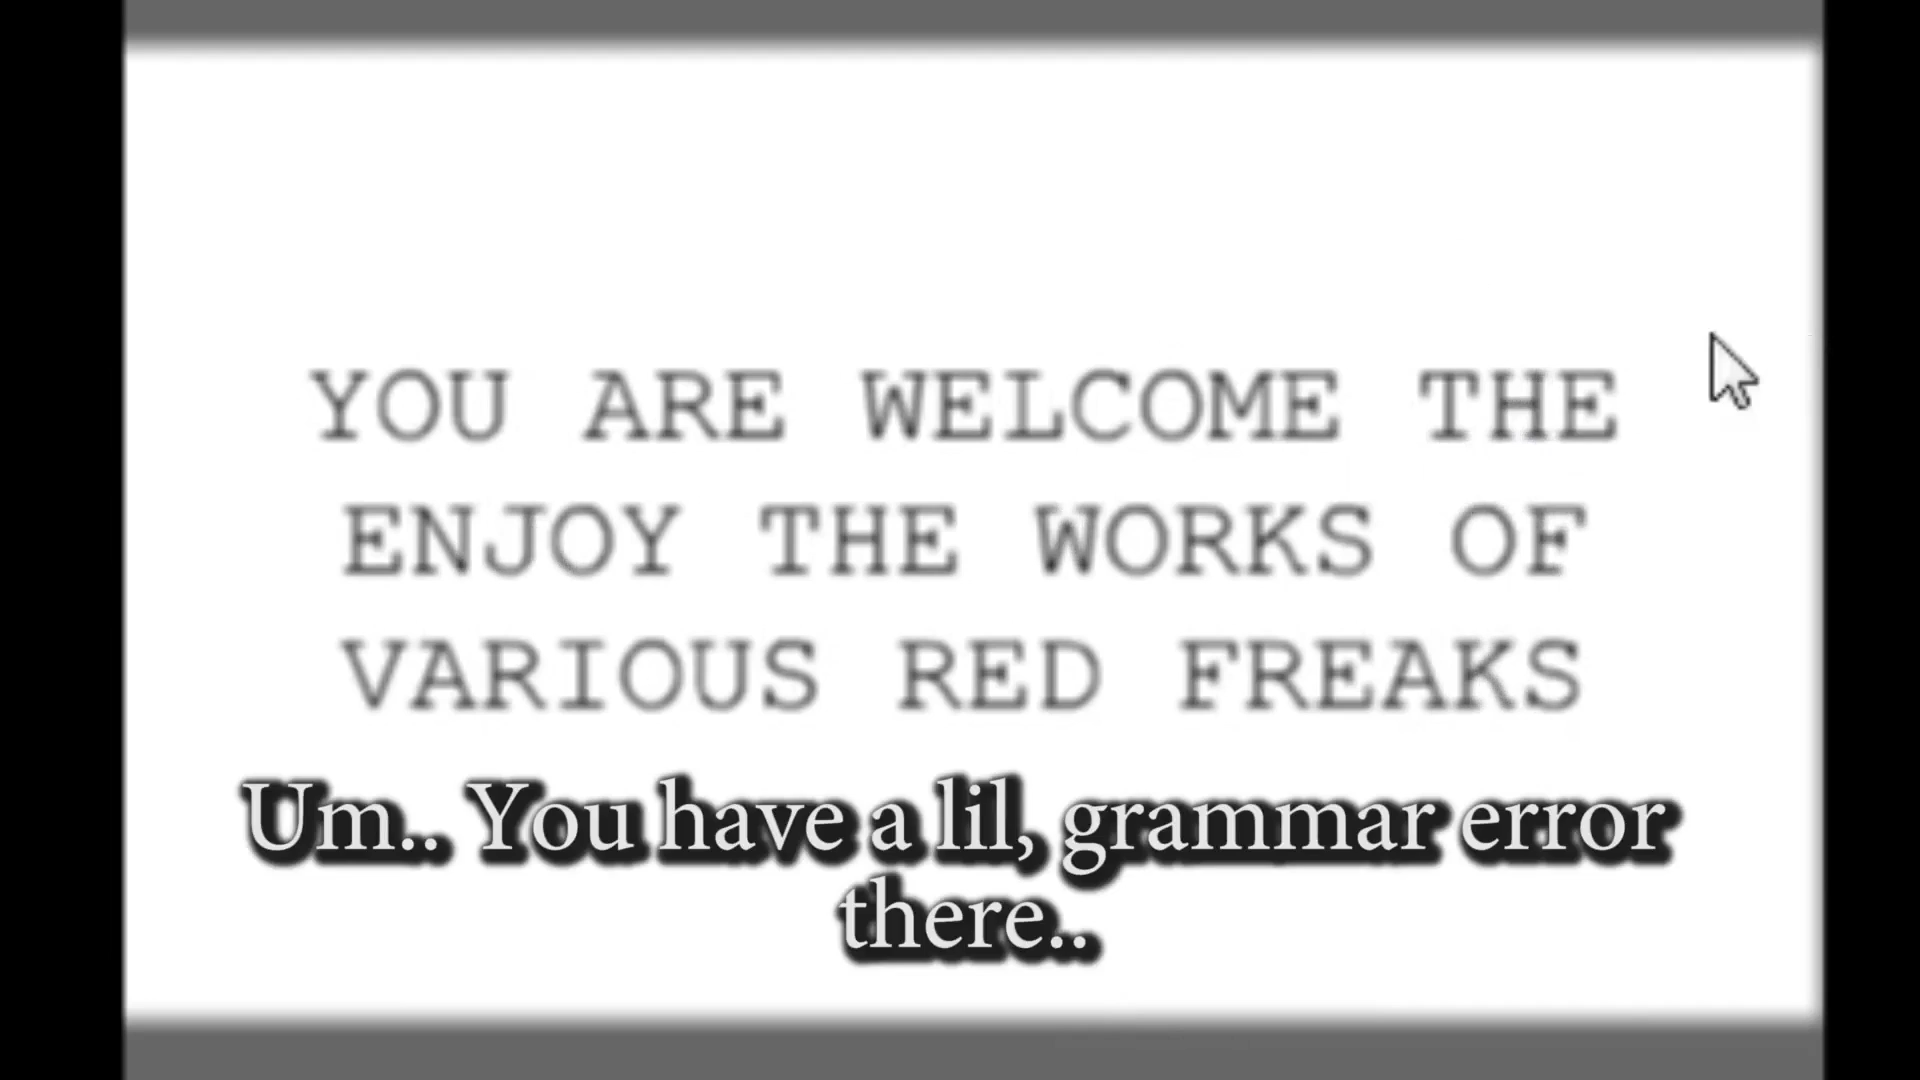 YOU ARE WELCOME THE
ENJOY THE WORKS OF
VARIOUS RED FREAKS
Um.. You have a lil, grammar error
there..